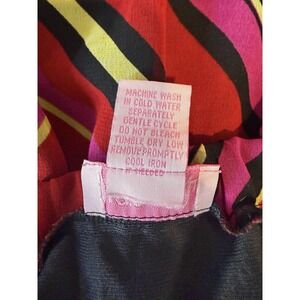 MACHINE WASH
IN COLD WATER
SEPARATELY
GENTLE CYCLE
DO NOT BLEACH
TUMBLE DRY LOW
REMOVE PROMPTLY
COOL IRON
IF NEEDED